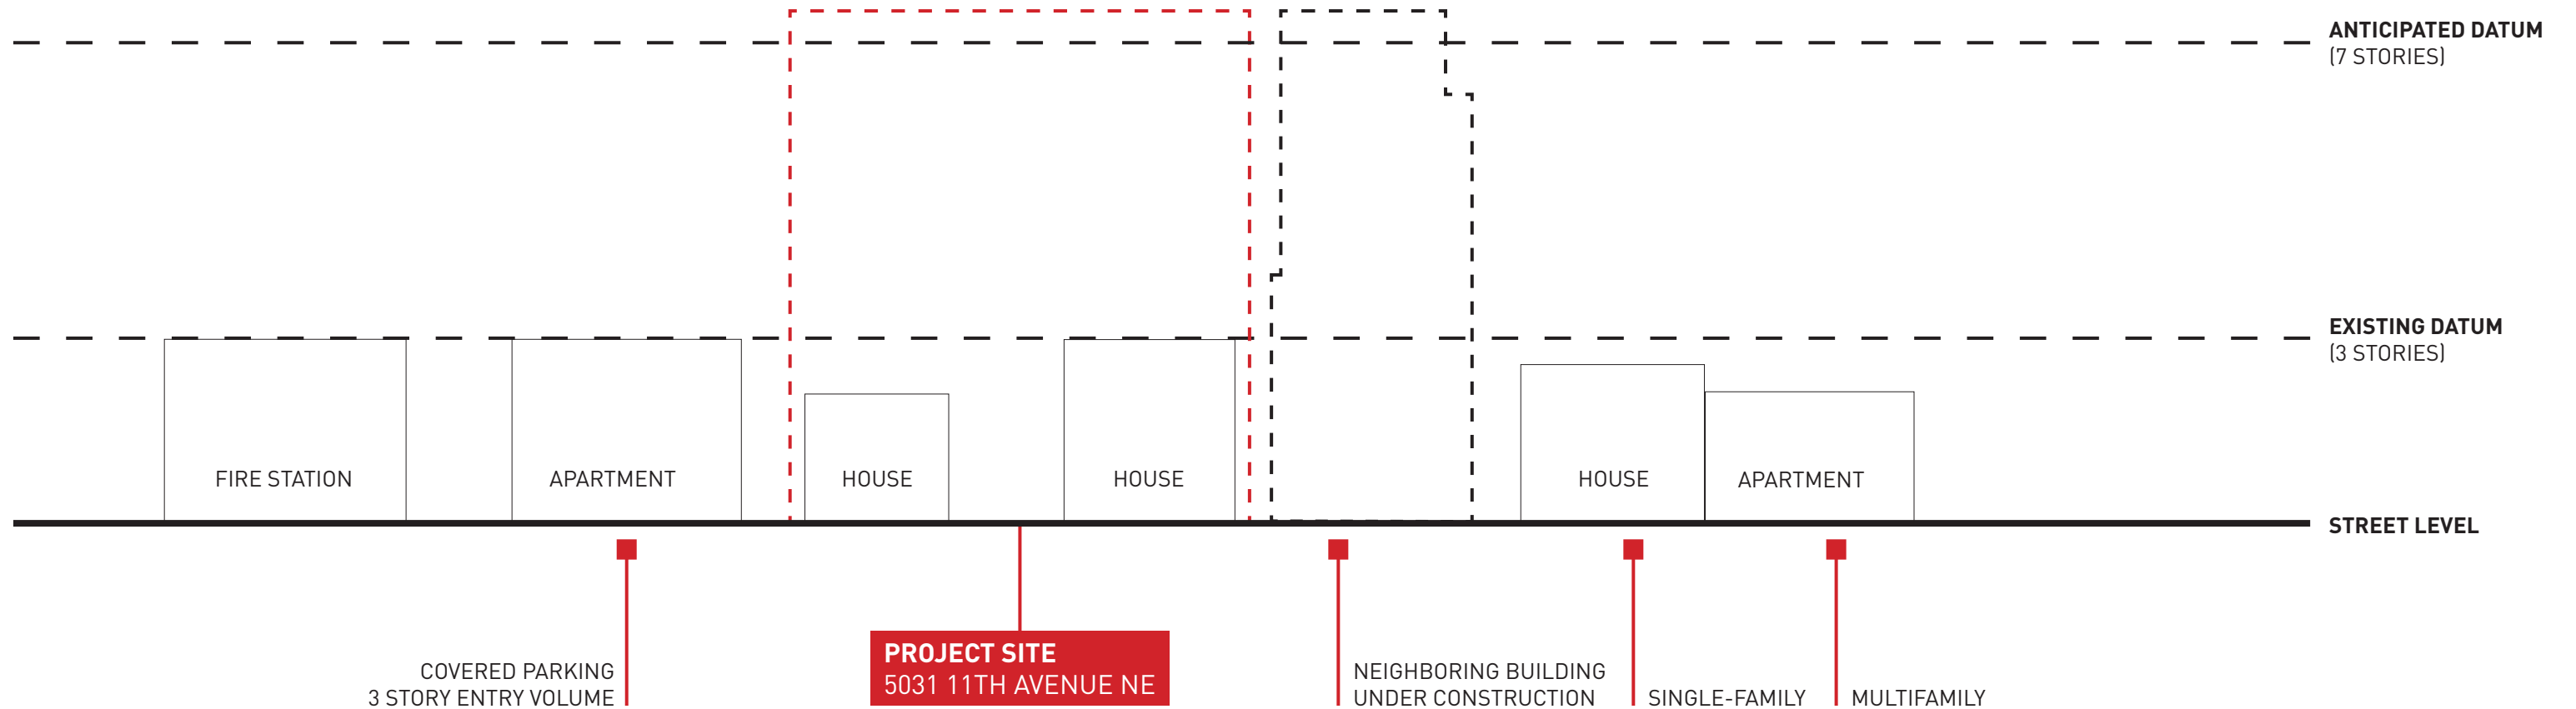 ANTICIPATED DATUM
(7 STORIES)
EXISTING DATUM
(3 STORIES)
FIRE STATION
APARTMENT
HOUSE
HOUSE
HOUSE
APARTMENT
STREET LEVEL
COVERED PARKING
3 STORY ENTRY VOLUME
PROJECT SITE
5031 11TH AVENUE NE
NEIGHBORING BUILDING
UNDER CONSTRUCTION
SINGLE-FAMILY
MULTIFAMILY